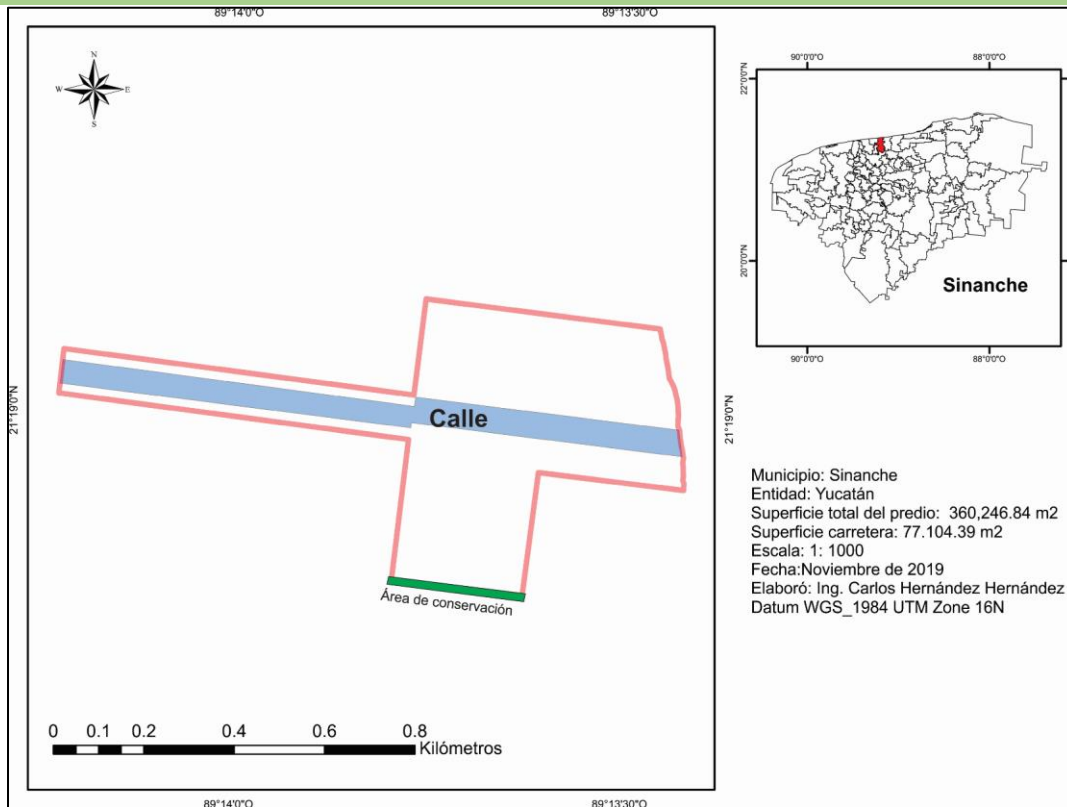 89°14'0"O
89°13'30"O
N
W
E
S
21°19'0"N
21°19'0"N
Calle
Área de conservación
0
0.1
0.2
0.4
0.6
0.8
Kilómetros
89°14'0"O
89°13'30"O
90°0'0"O
88°0'0"O
22°0'0"N
20°0'0"N
Sinanche
90°0'0"O
88°0'0"O
Municipio: Sinanche
Entidad: Yucatán
Superficie total del predio: 360,246.84 m2
Superficie carretera: 77.104.39 m2
Escala: 1: 1000
Fecha:Noviembre de 2019
Elaboró: Ing. Carlos Hernández Hernández
Datum WGS_1984 UTM Zone 16N